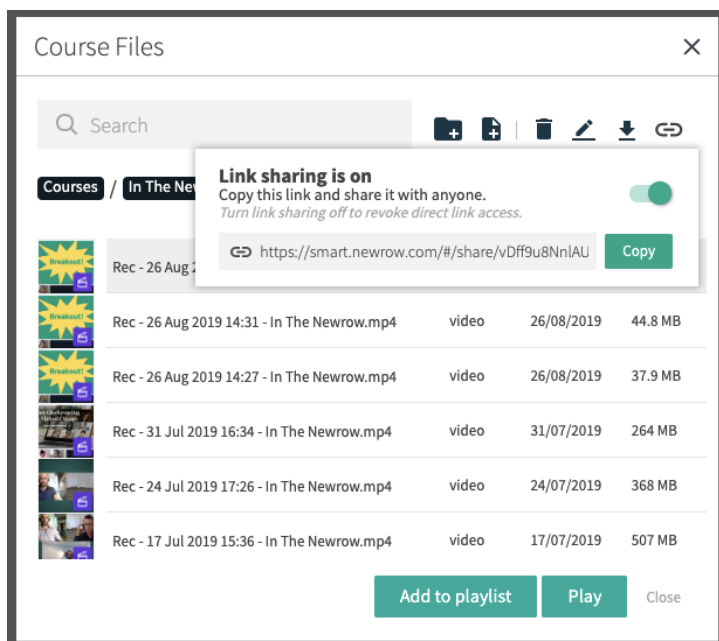 Course Files
Search
Link sharing is on
Copy this link and share it with anyone.
Turn link sharing off to revoke direct link access.
https://smart.newrow.com/#/share/vDff9u8NnlAU
Copy
Courses / In The New
Breakout!
Rec - 26 Aug 2
Breakout!
Rec - 26 Aug 2019 14:31 - In The Newrow.mp4 video 26/08/2019 44.8 MB
Breakout!
Rec - 26 Aug 2019 14:27 - In The Newrow.mp4 video 26/08/2019 37.9 MB
Rec - 31 Jul 2019 16:34 - In The Newrow.mp4 video 31/07/2019 264 MB
Rec - 24 Jul 2019 17:26 - In The Newrow.mp4 video 24/07/2019 368 MB
Rec - 17 Jul 2019 15:36 - In The Newrow.mp4 video 17/07/2019 507 MB
Add to playlist
Play
Close